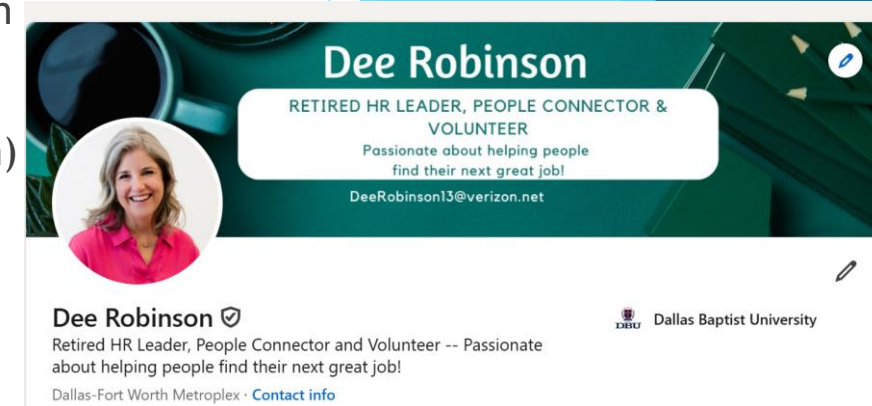 n
n)
Dee Robinson
RETIRED HR LEADER, PEOPLE CONNECTOR &
VOLUNTEER
Passionate about helping people
find their next great job!
DeeRobinson13@verizon.net
Dee Robinson
Retired HR Leader, People Connector and Volunteer -- Passionate
about helping people find their next great job!
Dallas-Fort Worth Metroplex · Contact info
DBU Dallas Baptist University